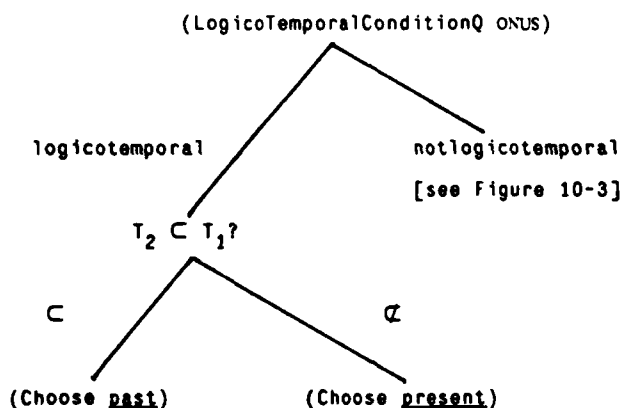 (LogicoTemporalConditionQ ONUS)
logicotemporal
notlogicotemporal
[see Figure 10-3]
T₂ ⊂ T₁?
⊂
⊄
(Choose past)
(Choose present)